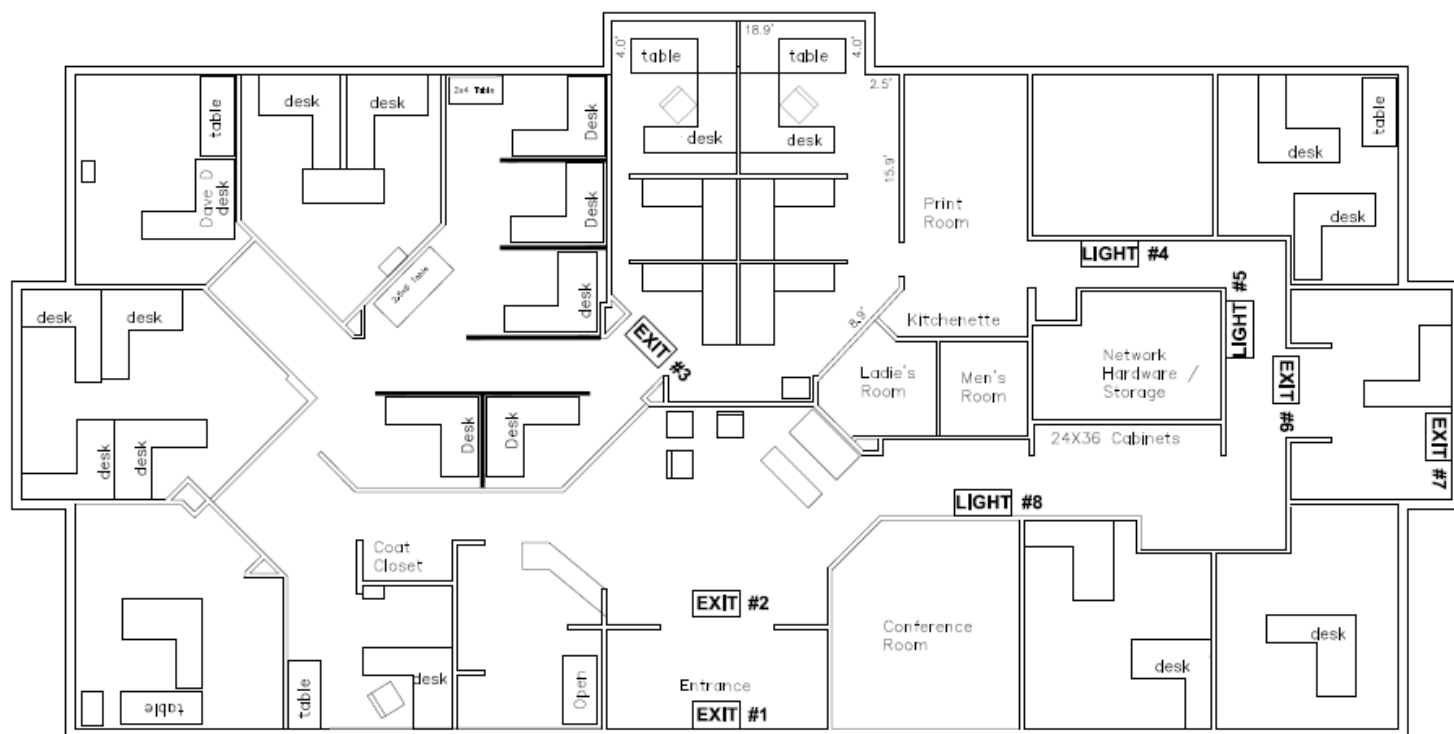 18.9'
4.0'
table
table
4.0'
2.5'
table
desk
desk
2x4 Table
Desk
desk
desk
table
desk
Dave D
desk
Desk
15.9'
Print
Room
desk
LIGHT #4
2.5x6 Table
desk
LIGHT #5
desk
desk
EXIT #3
8.9'
Kitchenette
Ladie's
Room
Men's
Room
Network
Hardware /
Storage
EXIT #6
24X36 Cabinets
EXIT #7
Desk
Desk
desk
desk
LIGHT #8
Coat
Closet
EXIT #2
Conference
Room
desk
desk
desk
table
table
Open
Entrance
EXIT #1